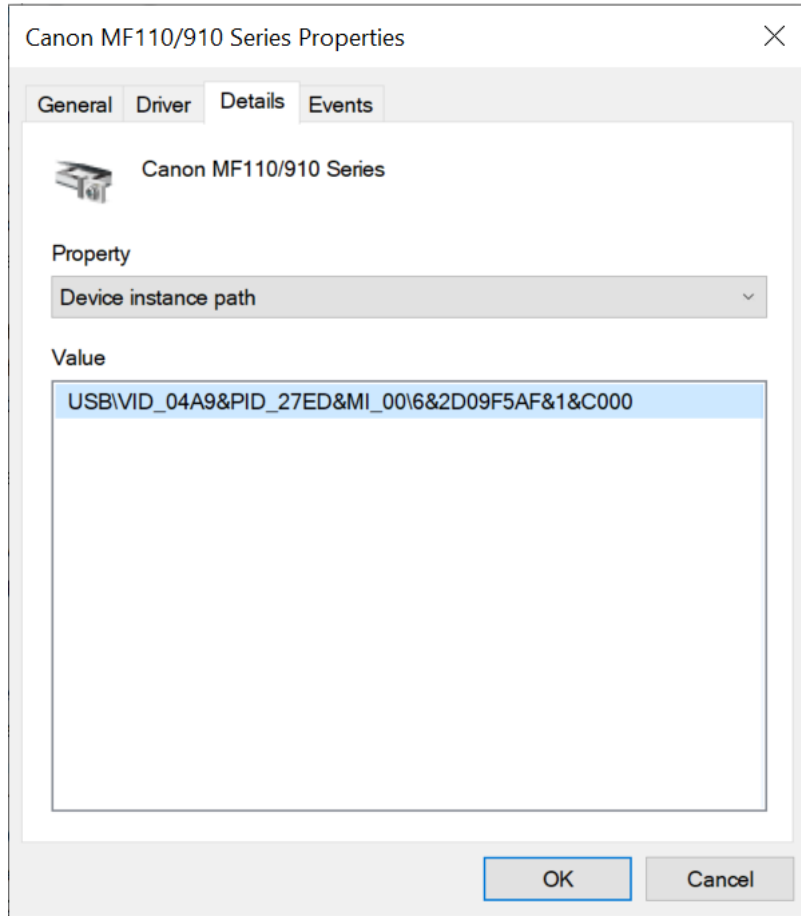 Canon MF110/910 Series Properties
General Driver Details Events
Canon MF110/910 Series
Property
Device instance path
Value
USB\VID_04A9&PID_27ED&MI_00\6&2D09F5AF&1&C000
OK Cancel